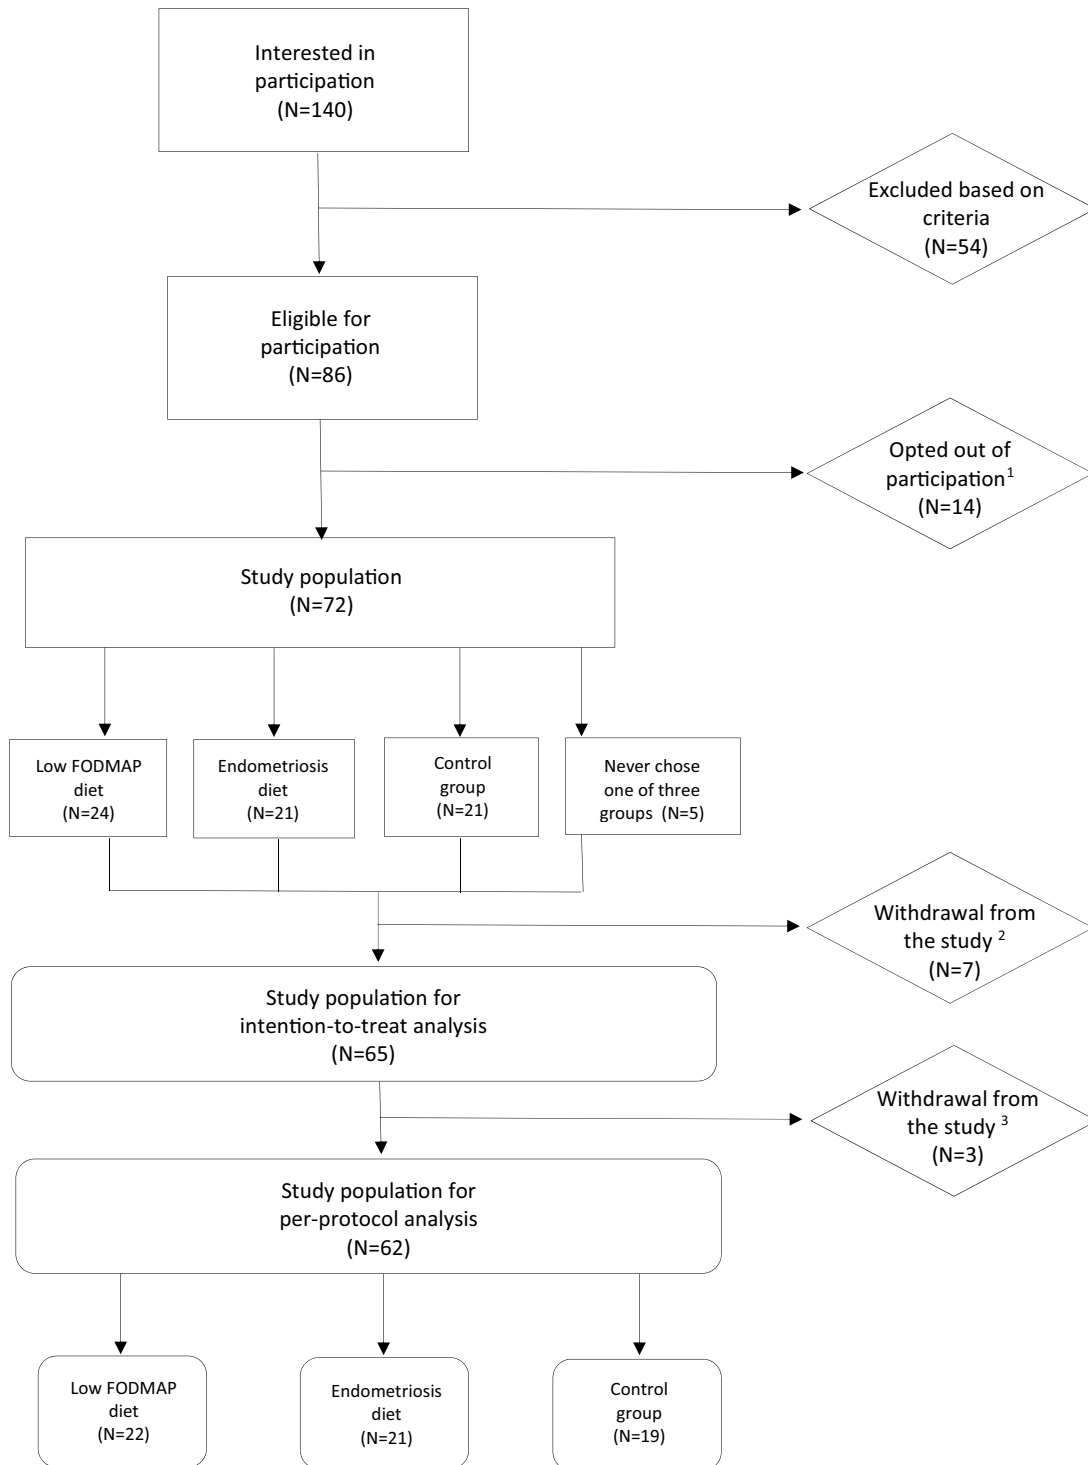 Interested in
participation
(N=140)
Excluded based on
criteria
(N=54)
Eligible for
participation
(N=86)
Opted out of
participation¹
(N=14)
Study population
(N=72)
Low FODMAP
diet
(N=24)
Endometriosis
diet
(N=21)
Control
group
(N=21)
Never chose
one of three
groups (N=5)
Withdrawal from
the study ²
(N=7)
Study population for
intention-to-treat analysis
(N=65)
Withdrawal from
the study ³
(N=3)
Study population for
per-protocol analysis
(N=62)
Low FODMAP
diet
(N=22)
Endometriosis
diet
(N=21)
Control
group
(N=19)